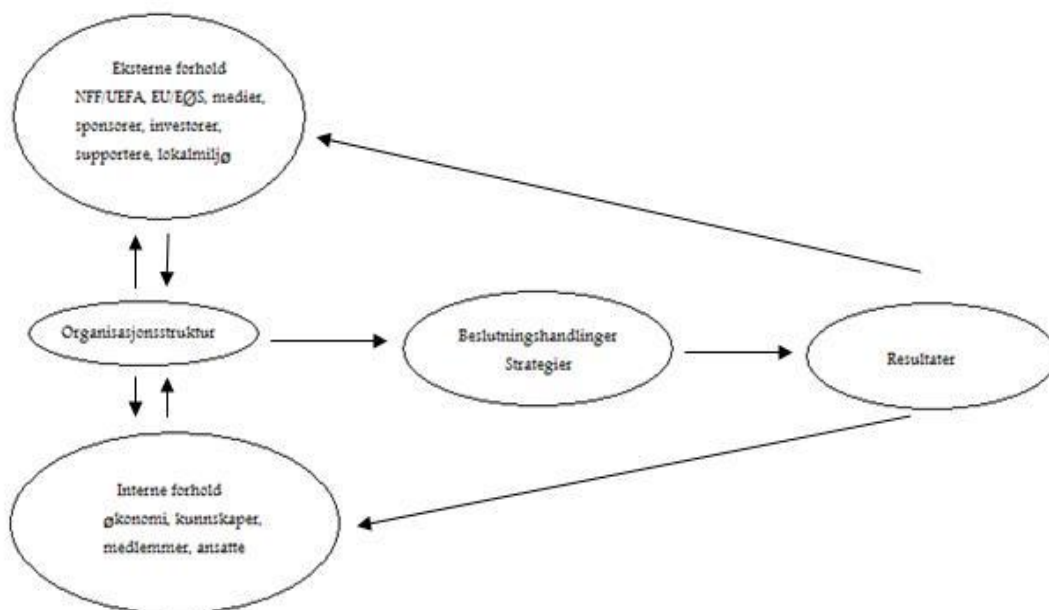 Eksterne forhold
NFF/UEFA, EU/EØS, medier,
sponsorer, investorer,
supportere, lokalmiljø
Organisasjonsstruktur
Beslutningshandlinger
Strategier
Resultater
Interne forhold
økonomi, kunnskaper,
medlemmer, ansatte